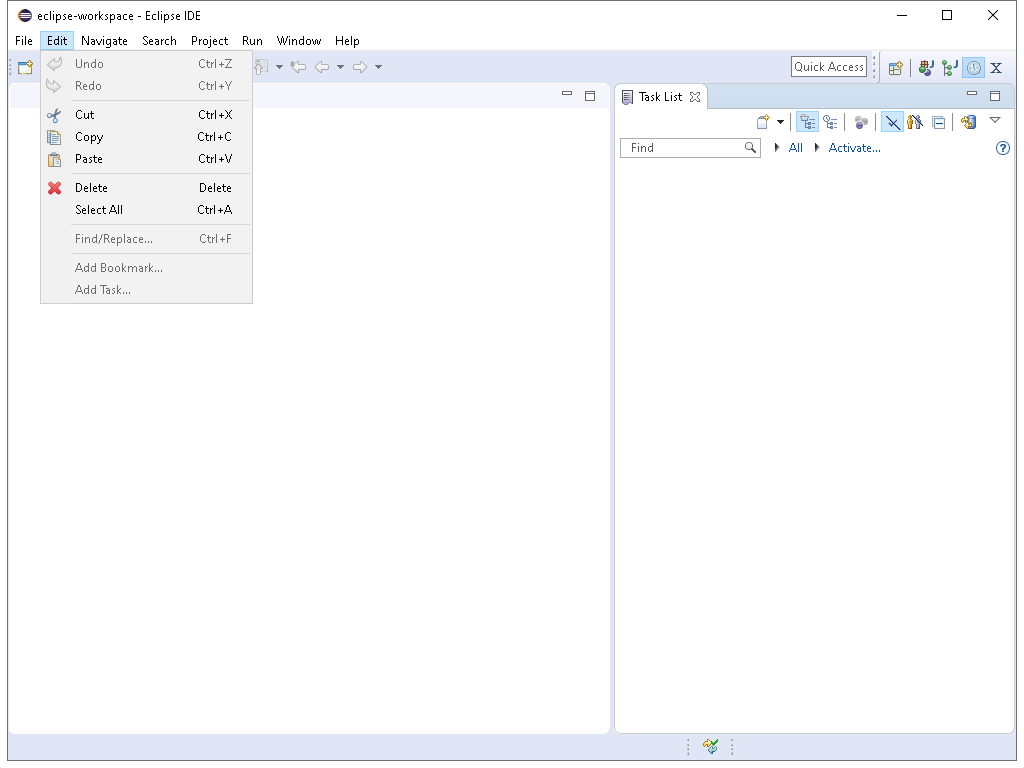 eclipse-workspace - Eclipse IDE
File Edit Navigate Search Project Run Window Help
Quick Access
Undo Ctrl+Z
Redo Ctrl+Y
Cut Ctrl+X
Copy Ctrl+C
Paste Ctrl+V
Delete Delete
Select All Ctrl+A
Find/Replace... Ctrl+F
Add Bookmark...
Add Task...
Task List
Find All Activate...